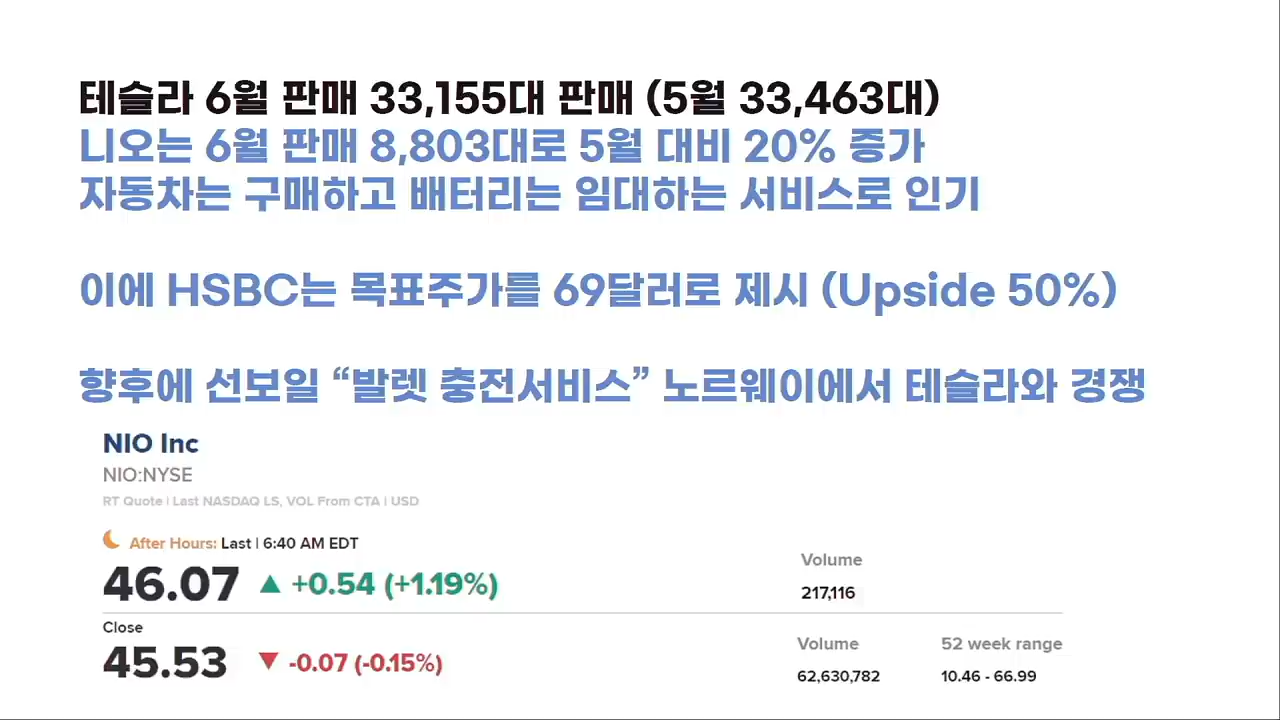 테슬라 6월 판매 33,155대 판매 (5월 33,463대)
니오는 6월 판매 8,803대로 5월 대비 20% 증가
자동차는 구매하고 배터리는 임대하는 서비스로 인기
이에 HSBC는 목표주가를 69달러로 제시 (Upside 50%)
향후에 선보일 “발렛 충전서비스” 노르웨이에서 테슬라와 경쟁
NIO Inc
NIO:NYSE
RT Quote | Last NASDAQ LS, VOL From CTA | USD
After Hours: Last | 6:40 AM EDT
46.07 ▲ +0.54 (+1.19%)
Volume
217,116
Close
45.53 ▼ -0.07 (-0.15%)
Volume
62,630,782
52 week range
10.46 - 66.99